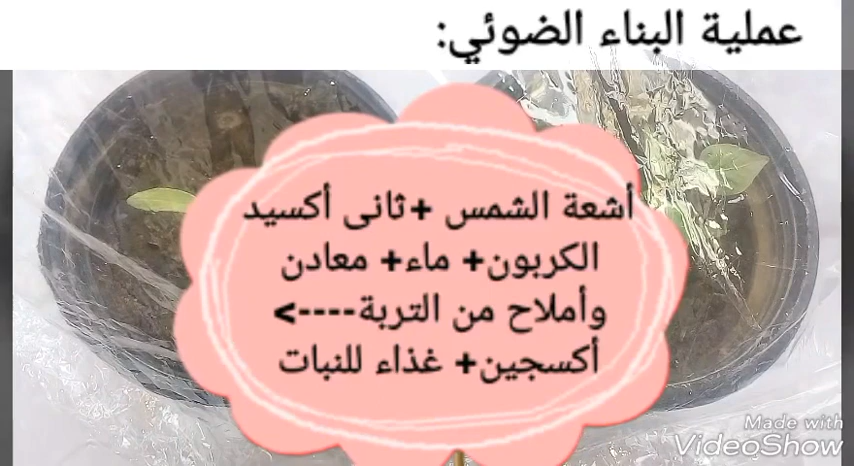 عملية البناء الضوئي:
أشعة الشمس +ثانى أكسيد
الكربون+ ماء+ معادن
وأملاح من التربة---->
أكسجين+ غذاء للنبات
Made with
VideoShow